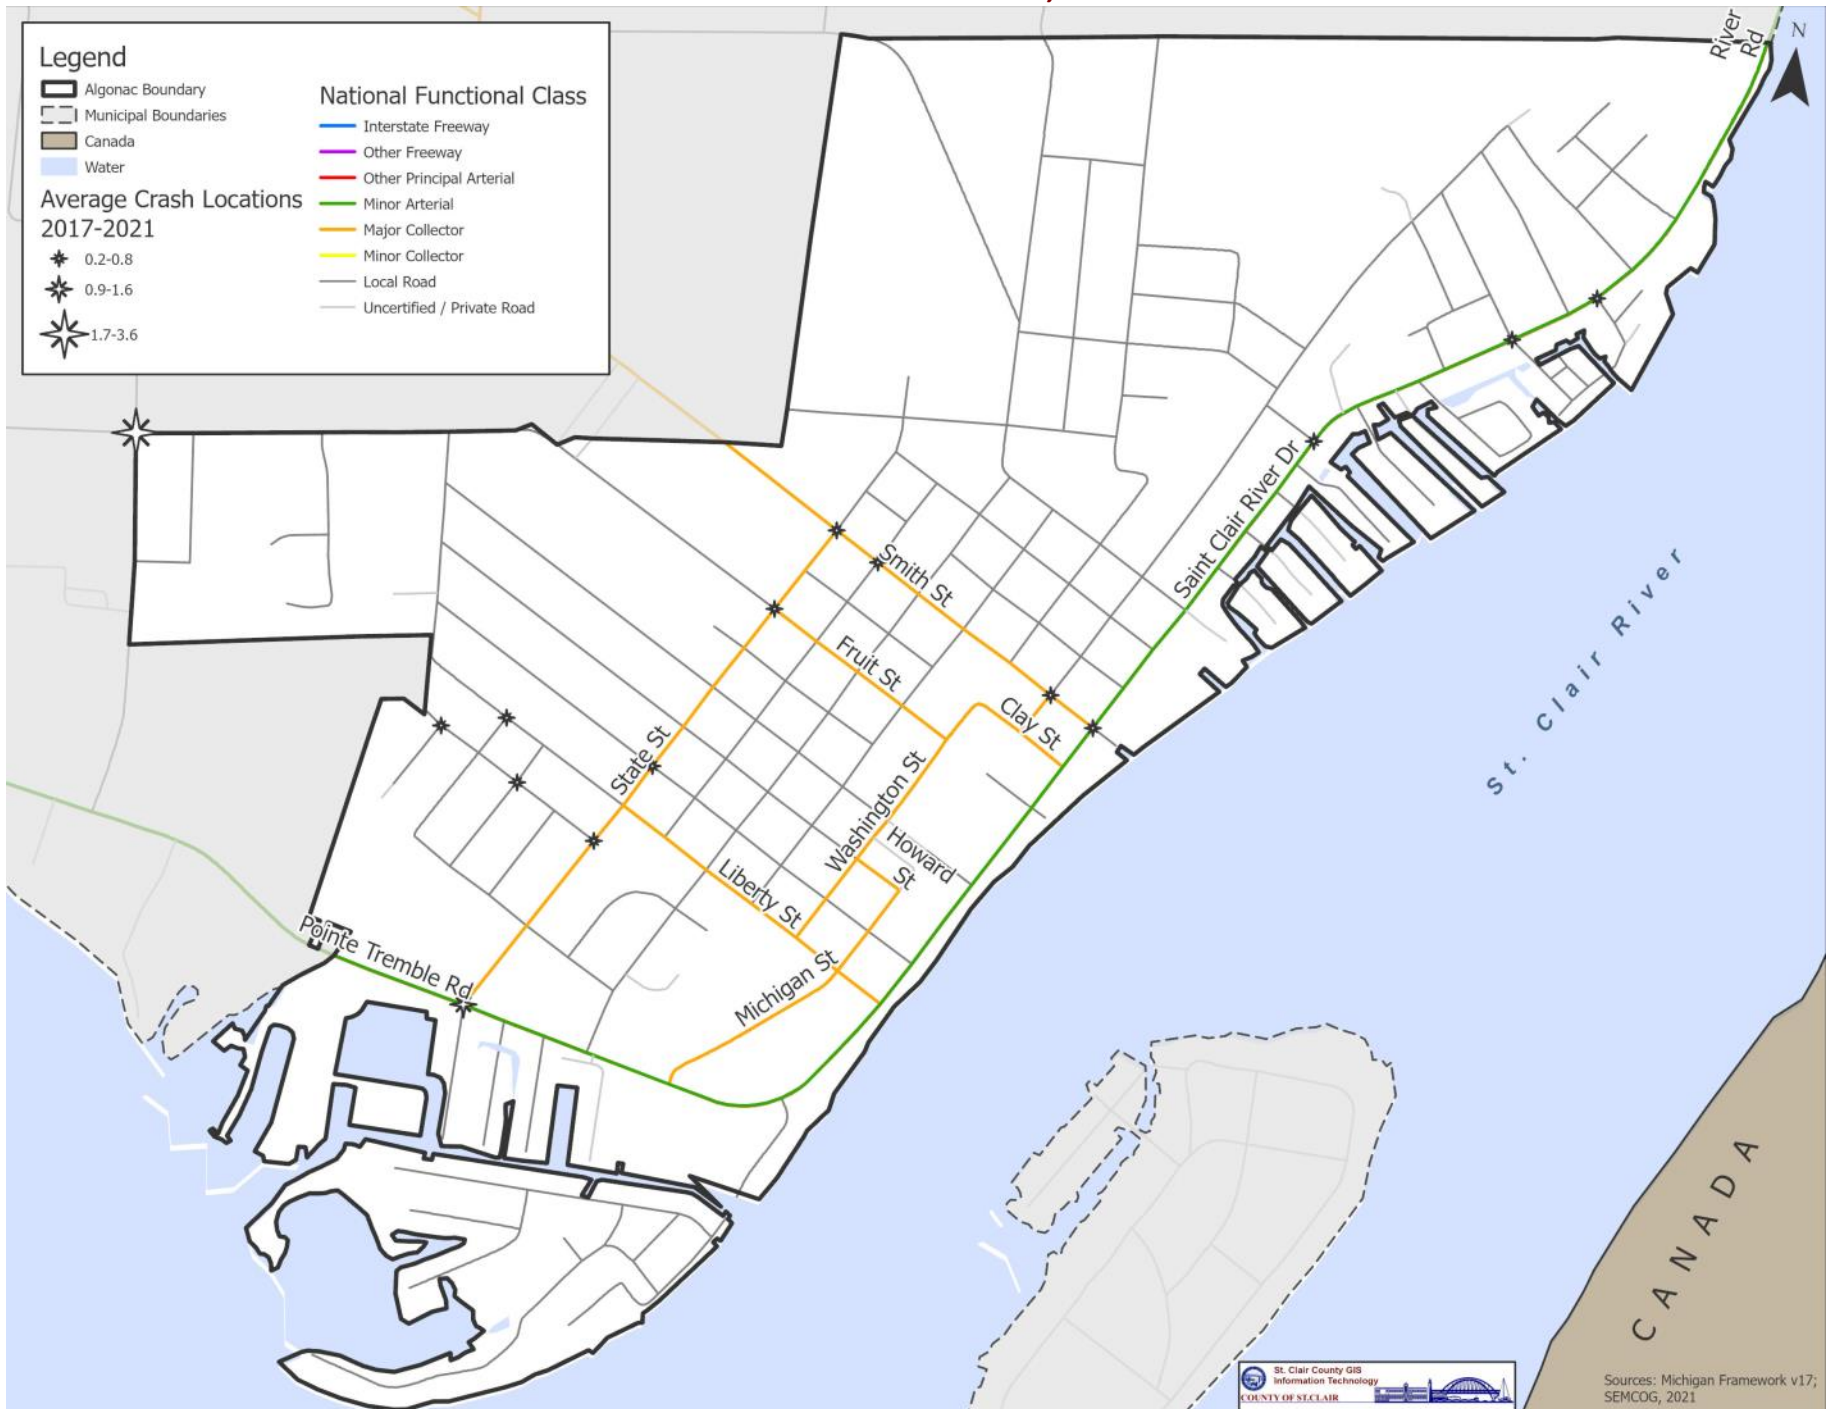 Legend
Algonac Boundary
Municipal Boundaries
Canada
Water
Average Crash Locations
2017-2021
0.2-0.8
0.9-1.6
1.7-3.6
National Functional Class
Interstate Freeway
Other Freeway
Other Principal Arterial
Minor Arterial
Major Collector
Minor Collector
Local Road
Uncertified / Private Road
River
Rd
N
Saint Clair River Dr
Smith St
Fruit St
Clay St
State St
Washington St
Howard
St
Liberty St
Michigan St
Pointe Tremble Rd
St. Clair River
CANADA
St. Clair County GIS
Information Technology
COUNTY OF ST.CLAIR
Sources: Michigan Framework v17;
SEMCOG, 2021